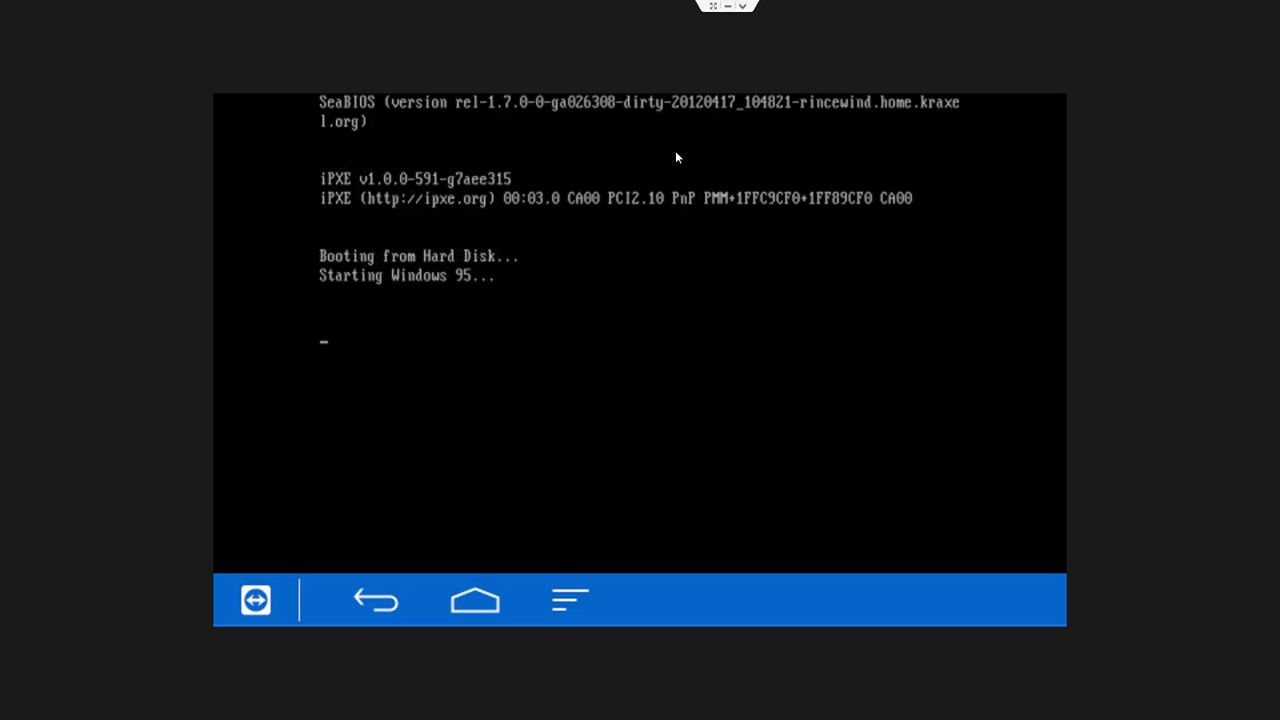 SeaBIOS (version rel-1.7.0-0-ga026308-dirty-20120417_104821-rincewind.home.kraxe
l.org)
iPXE v1.0.0-591-g7aee315
iPXE (http://ipxe.org) 00:03.0 CA00 PCI2.10 PnP PMM+1FFC9CF0+1FF89CF0 CA00
Booting from Hard Disk...
Starting Windows 95...